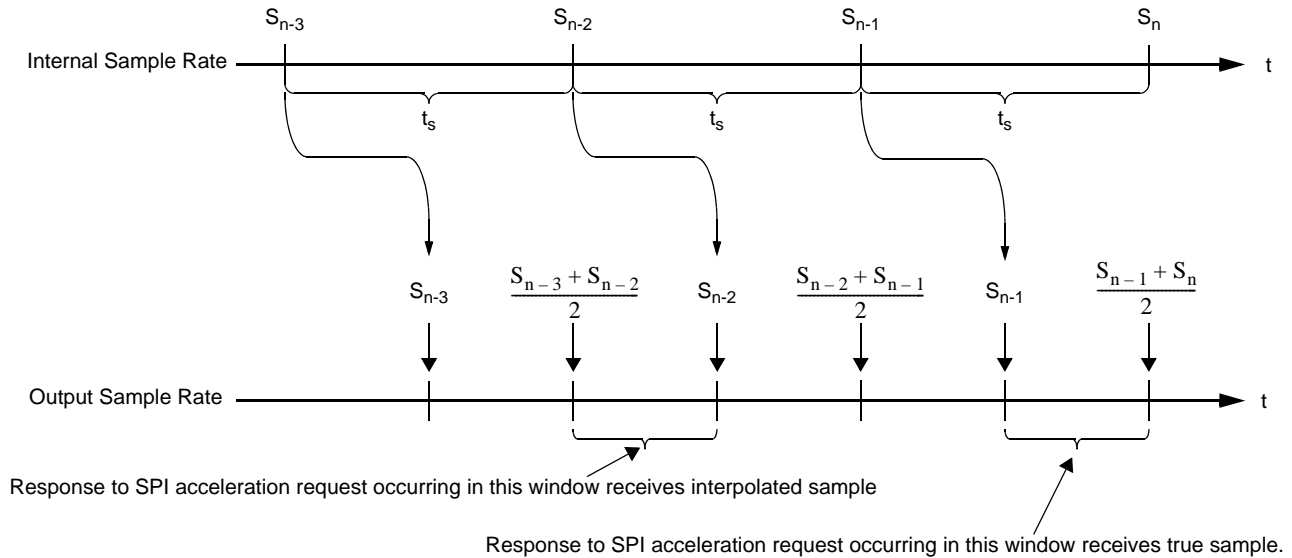 S_{n-3} S_{n-2} S_{n-1} S_n
Internal Sample Rate t
t_s t_s t_s
S_{n-3} \frac{S_{n-3} + S_{n-2}}{2} S_{n-2} \frac{S_{n-2} + S_{n-1}}{2} S_{n-1} \frac{S_{n-1} + S_n}{2}
Output Sample Rate t
Response to SPI acceleration request occurring in this window receives interpolated sample
Response to SPI acceleration request occurring in this window receives true sample.